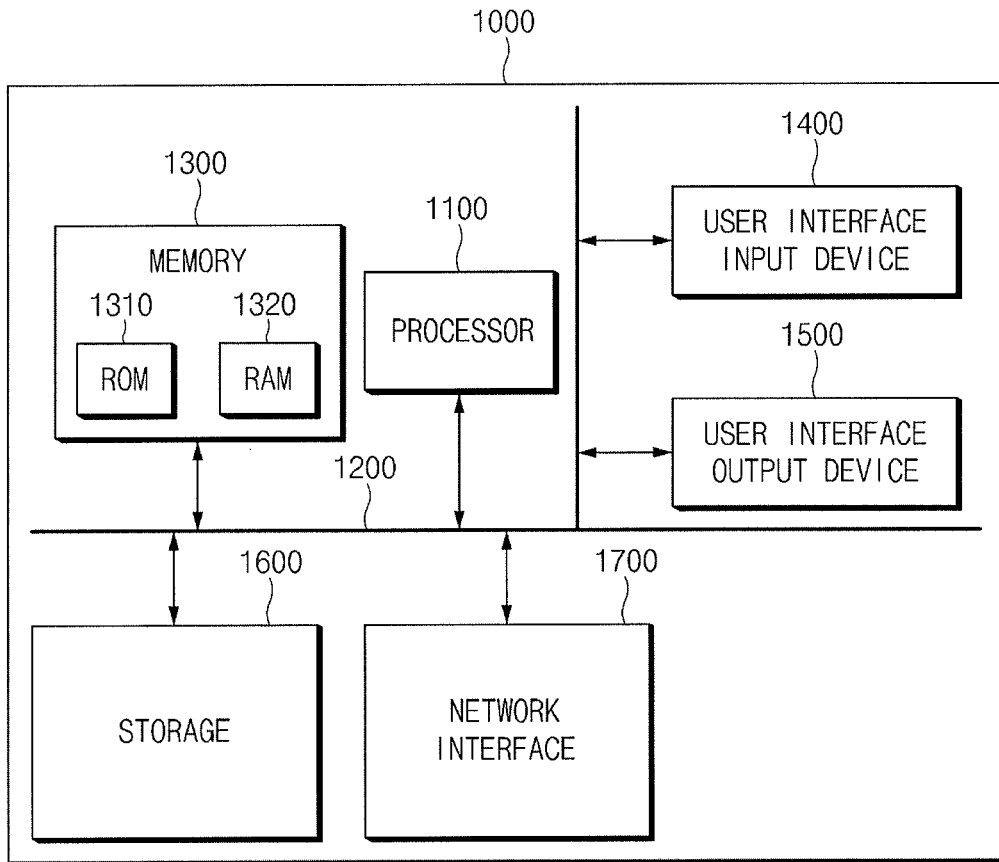 1000
1300
MEMORY
1310
1320
ROM
RAM
1100
PROCESSOR
1400
USER INTERFACE
INPUT DEVICE
1500
USER INTERFACE
OUTPUT DEVICE
1200
1600
STORAGE
1700
NETWORK
INTERFACE